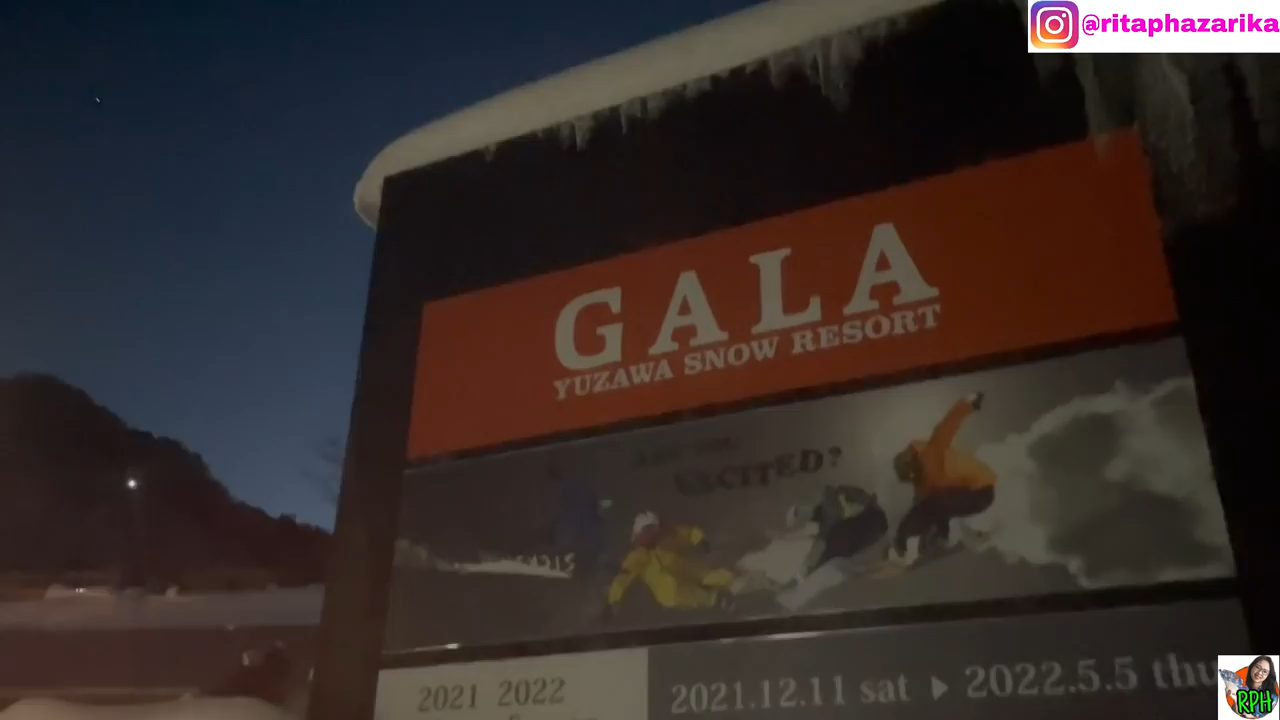 @ritaphazarika
GALA
YUZAWA SNOW RESORT
EXCITED?
2021 2022
2021.12.11 sat ▶ 2022.5.5 thu
RPH